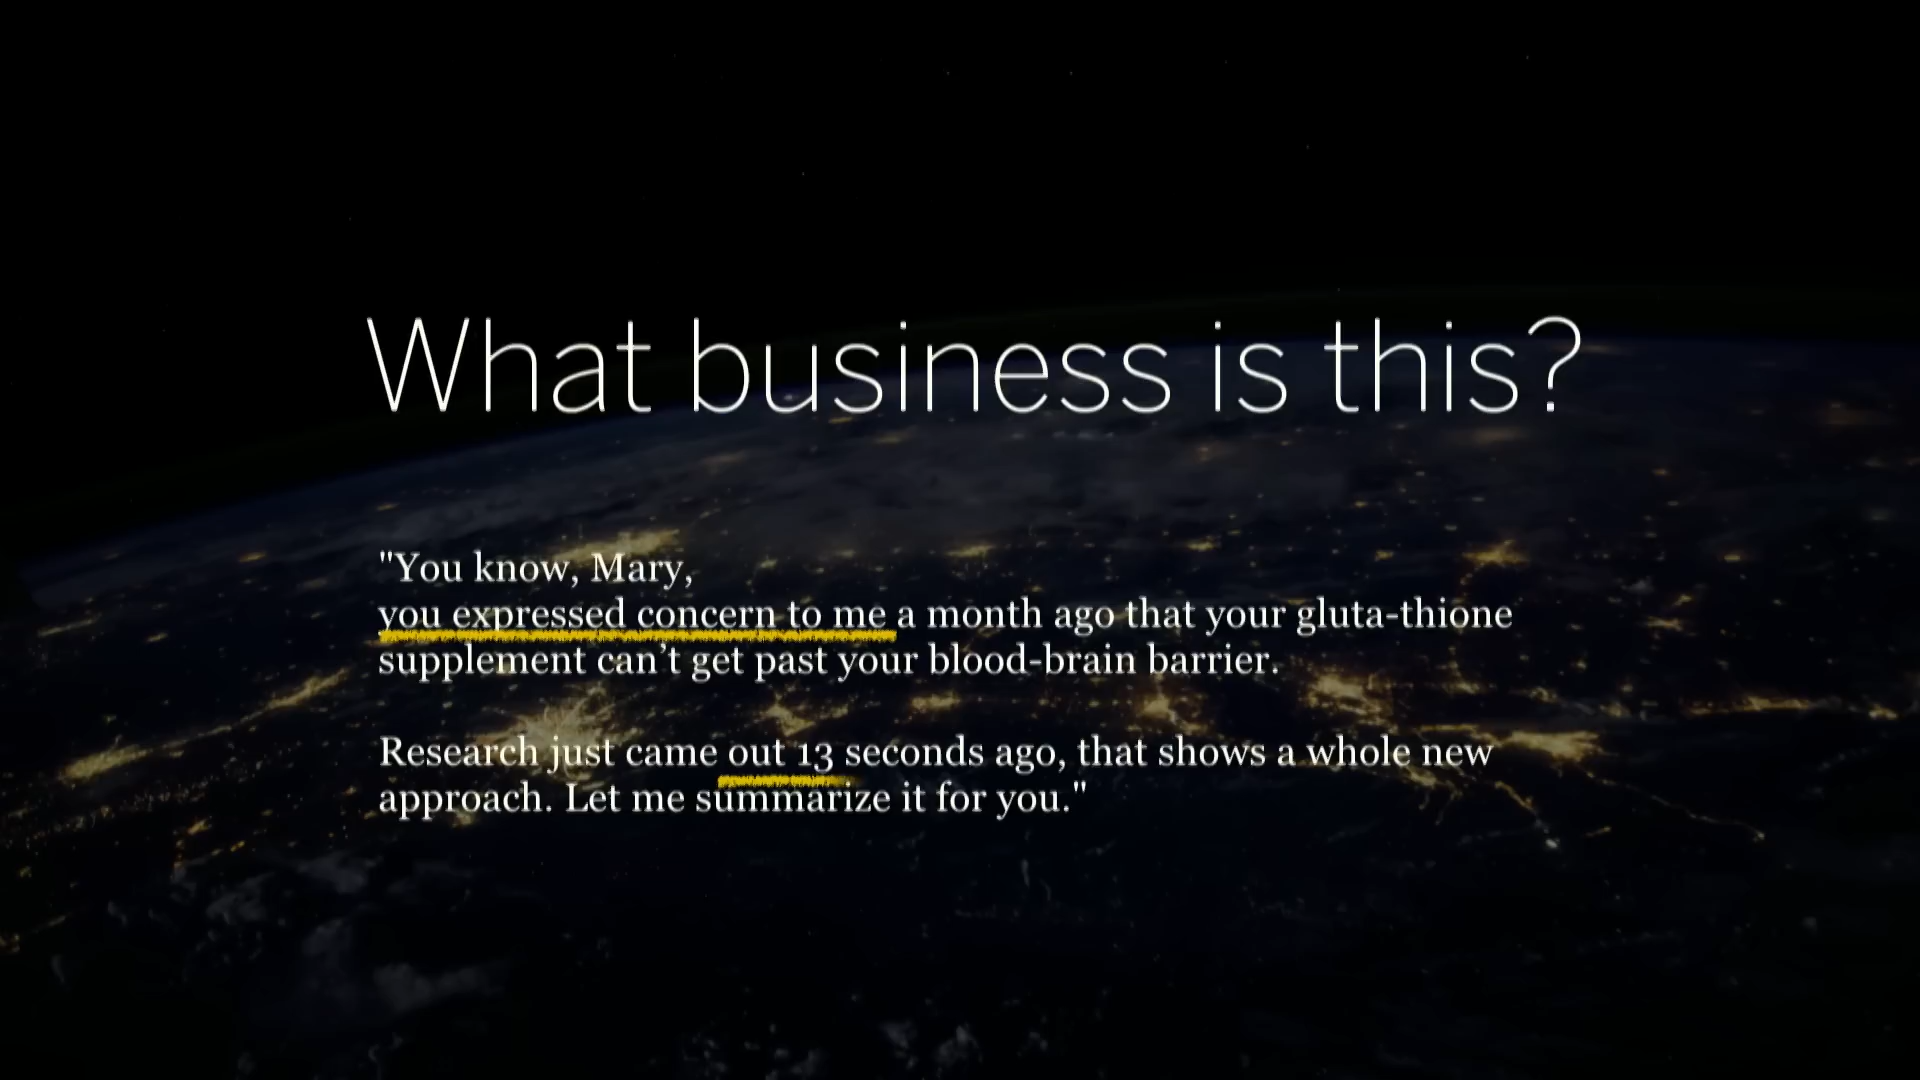 What business is this?
"You know, Mary,
you expressed concern to me a month ago that your gluta-thione
supplement can’t get past your blood-brain barrier.
Research just came out 13 seconds ago, that shows a whole new
approach. Let me summarize it for you."